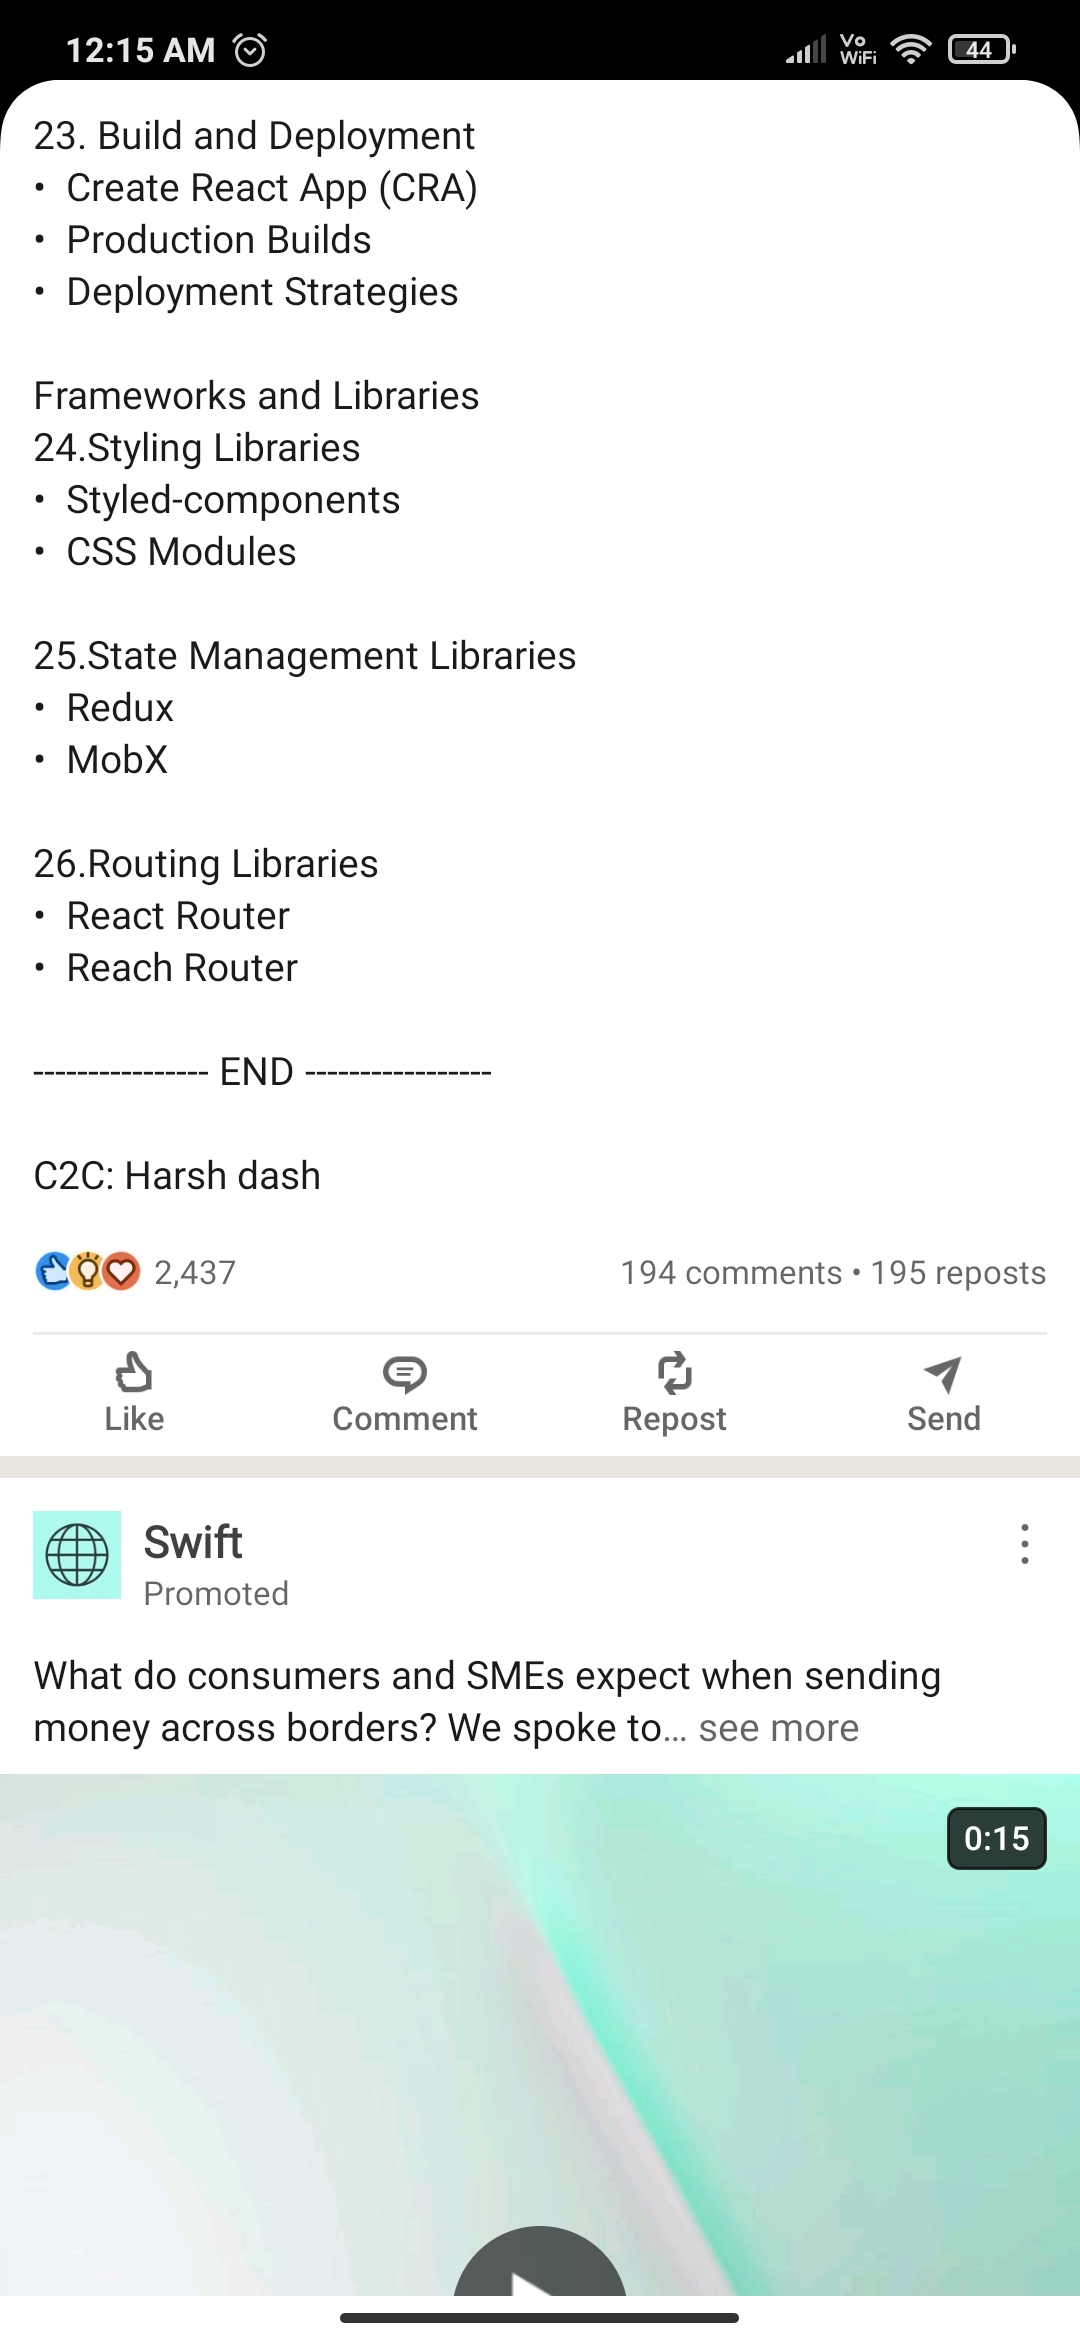 12:15 AM
Vo
WiFi
44
23. Build and Deployment
• Create React App (CRA)
• Production Builds
• Deployment Strategies
Frameworks and Libraries
24.Styling Libraries
• Styled-components
• CSS Modules
25.State Management Libraries
• Redux
• MobX
26.Routing Libraries
• React Router
• Reach Router
---------------- END -----------------
C2C: Harsh dash
2,437
194 comments • 195 reposts
Like
Comment
Repost
Send
Swift
Promoted
What do consumers and SMEs expect when sending
money across borders? We spoke to… see more
0:15